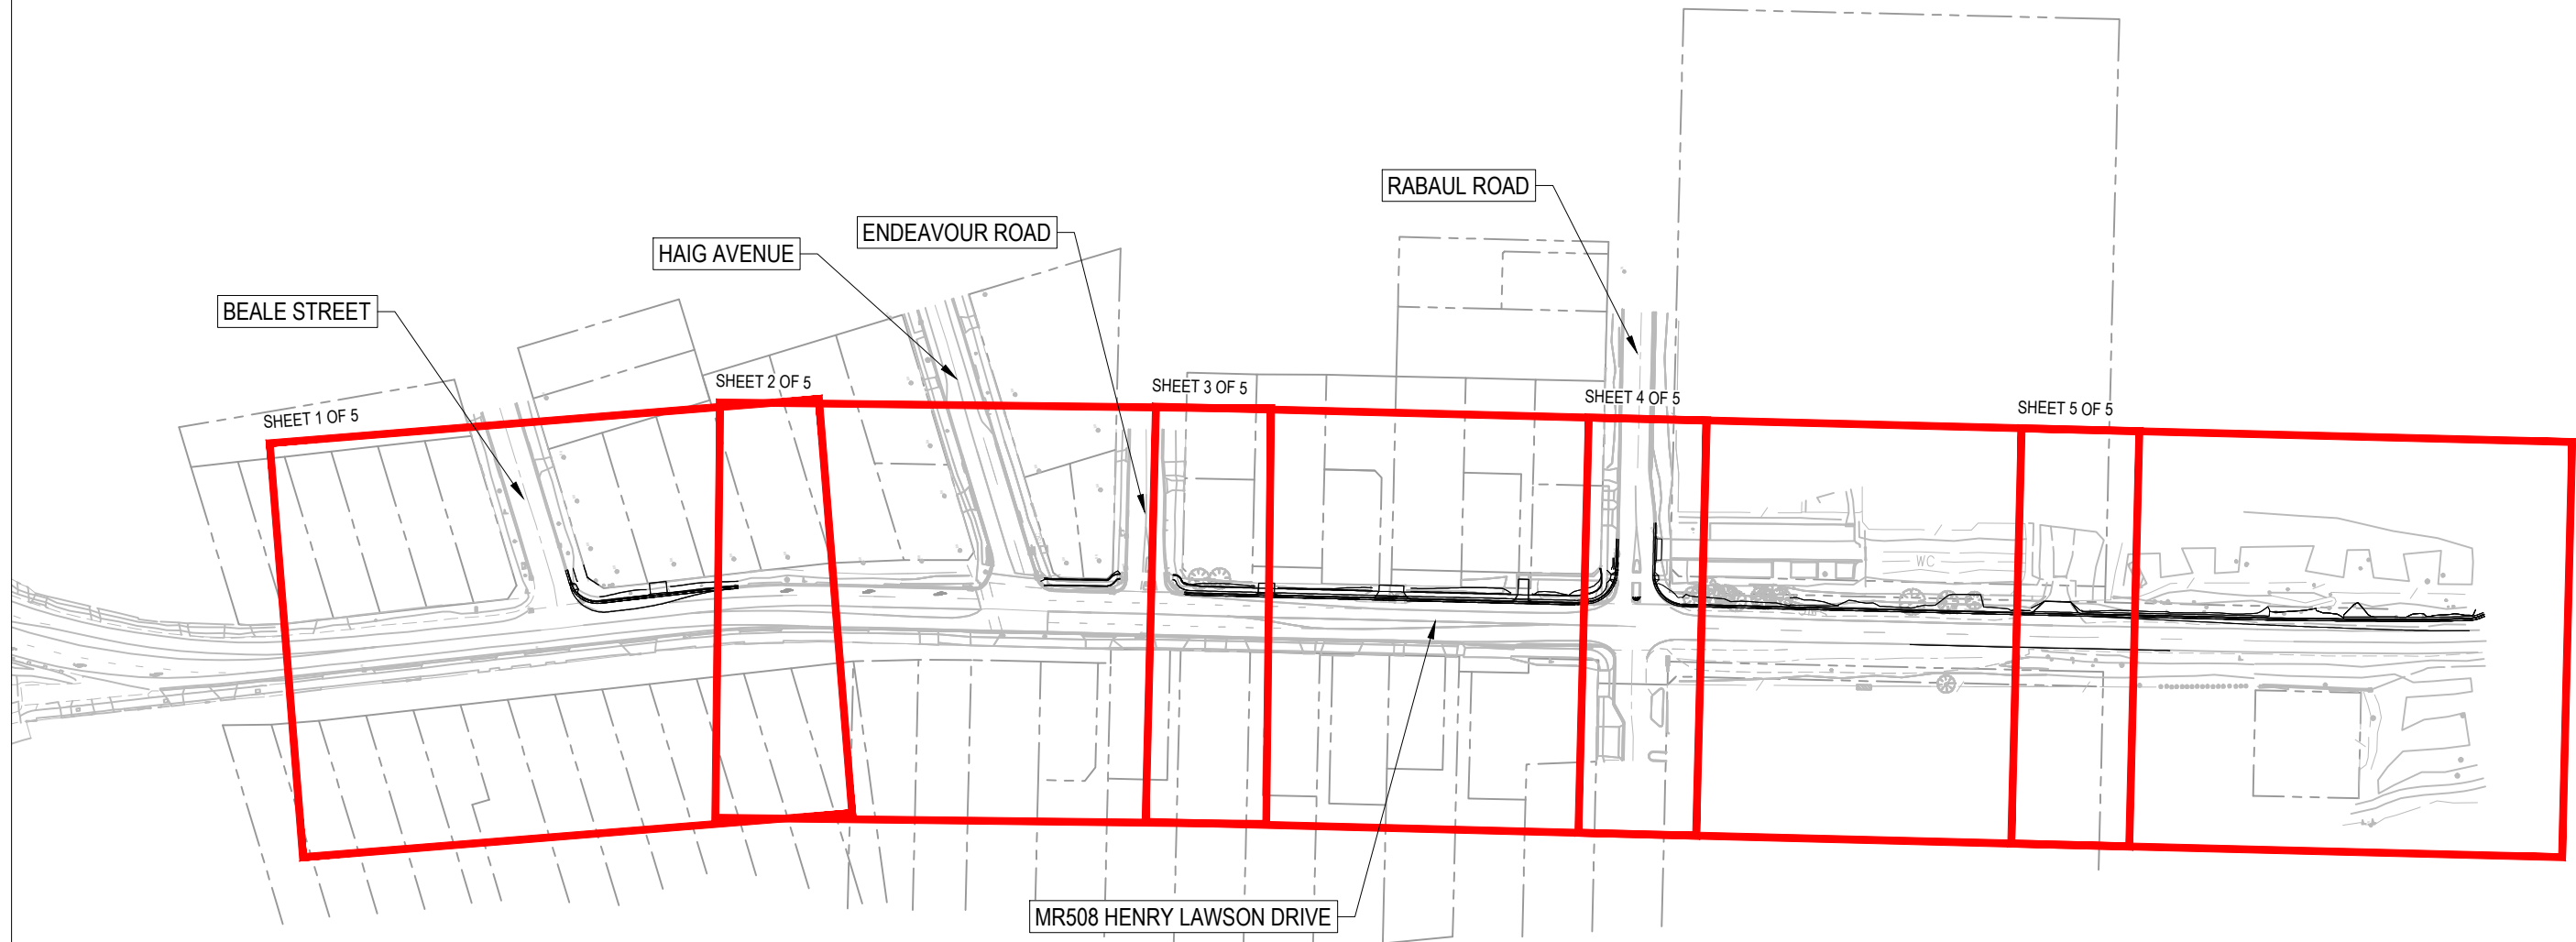 RABAUL ROAD
ENDEAVOUR ROAD
HAIG AVENUE
BEALE STREET
SHEET 1 OF 5
SHEET 2 OF 5
SHEET 3 OF 5
SHEET 4 OF 5
SHEET 5 OF 5
WC
MR508 HENRY LAWSON DRIVE